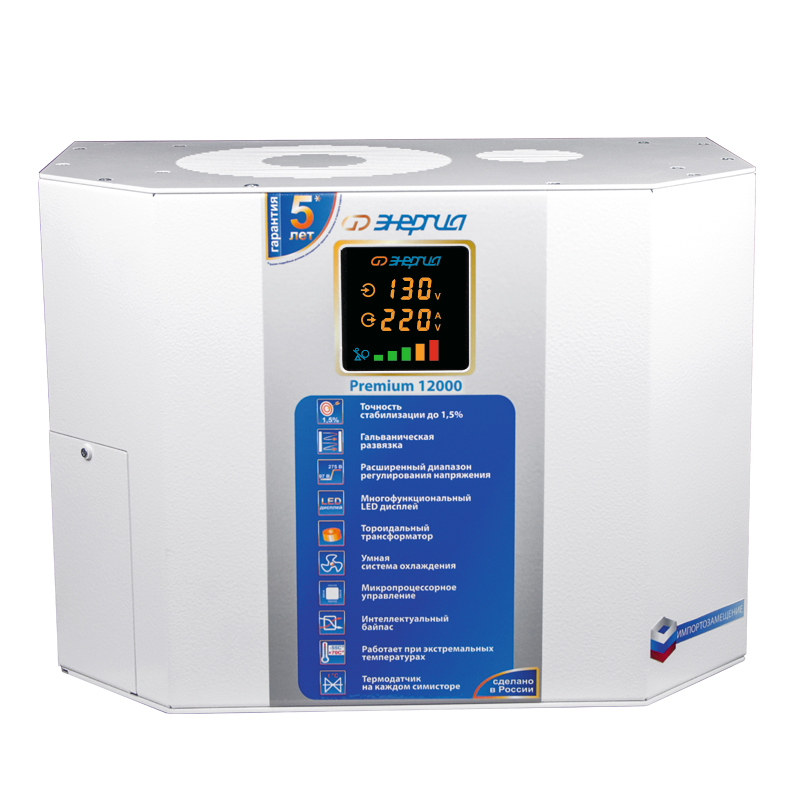 гарантия
5*
лет
ЭНЕРГИЯ
ЭНЕРГИЯ
130 V
220 A V
Premium 12000
1,5%
Точность
стабилизации до 1,5%
Гальваническая
развязка
275 В
87 В
Расширенный диапазон
регулирования напряжения
LED
дисплей
Многофункциональный
LED дисплей
Тороидальный
трансформатор
Умная
система охлаждения
Микропроцессорное
управление
Интеллектуальный
байпас
Работает при экстремальных
температурах
Термодатчик
на каждом симисторе
сделано
в России
ИМПОРТОЗАМЕЩЕНИЕ